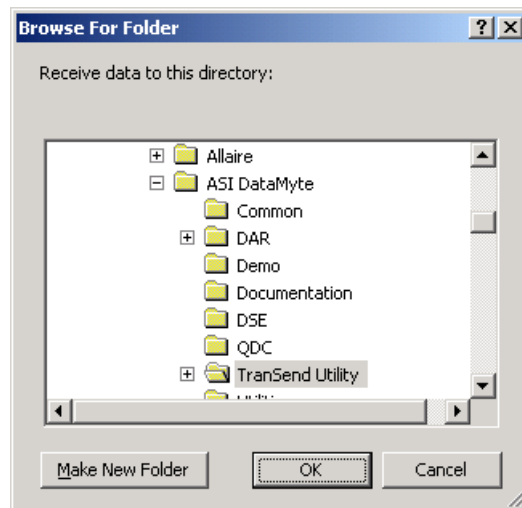 Browse For Folder
Receive data to this directory:
Allaire
ASI DataMyte
Common
DAR
Demo
Documentation
DSE
QDC
TranSend Utility
Make New Folder
OK
Cancel